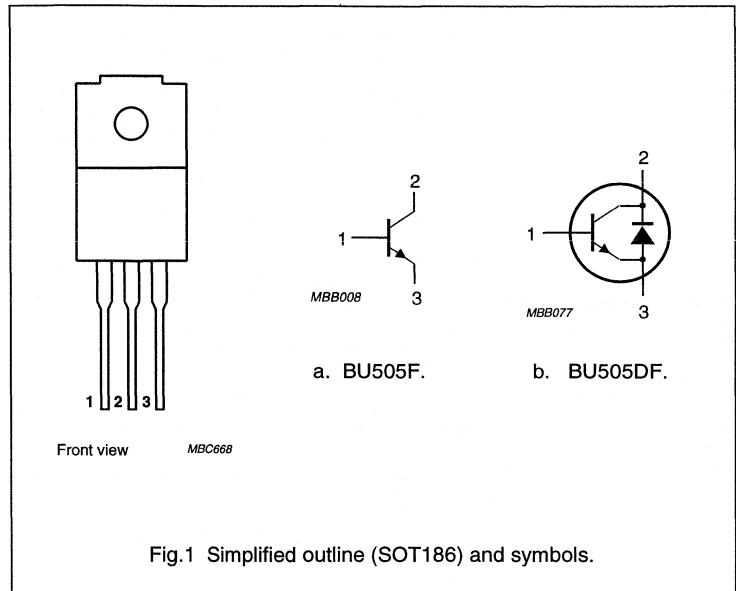 1 2 3
Front view
MBC668
2
1
3
MBB008
a. BU505F.
2
1
3
MBB077
b. BU505DF.
Fig.1 Simplified outline (SOT186) and symbols.